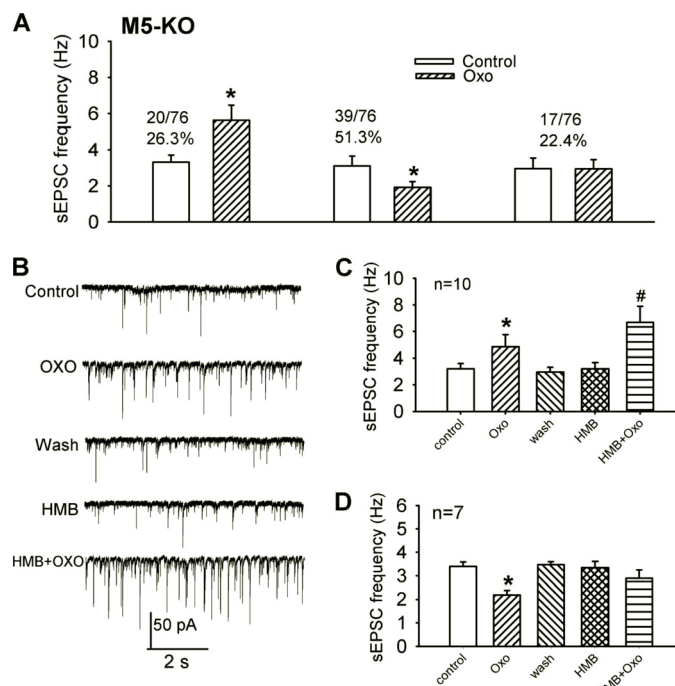 A M5-KO
sEPSC frequency (Hz)
8
6
4
2
0
Control
Oxo
20/76
26.3%
*
39/76
51.3%
*
17/76
22.4%
B
Control
OXO
Wash
HMB
HMB+OXO
50 pA
2 s
C
sEPSC frequency (Hz)
10
8
6
4
2
0
n=10
*
#
control
Oxo
wash
HMB
HMB+Oxo
D
sEPSC frequency (Hz)
6
5
4
3
2
1
0
n=7
*
control
Oxo
wash
HMB